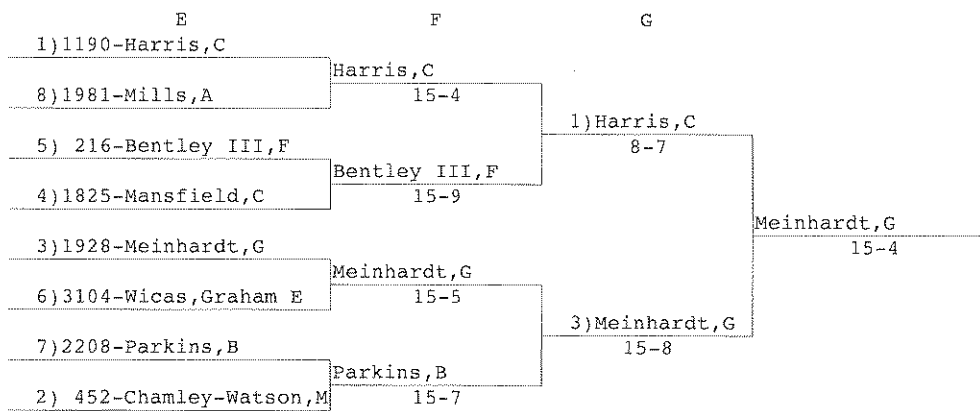 E F G
1)1190-Harris,C
Harris,C
15-4
8)1981-Mills,A
1)Harris,C
8-7
5) 216-Bentley III,F
Bentley III,F
15-9
4)1825-Mansfield,C
Meinhardt,G
15-4
3)1928-Meinhardt,G
Meinhardt,G
15-5
6)3104-Wicas,Graham E
3)Meinhardt,G
15-8
7)2208-Parkins,B
Parkins,B
15-7
2) 452-Chamley-Watson,M